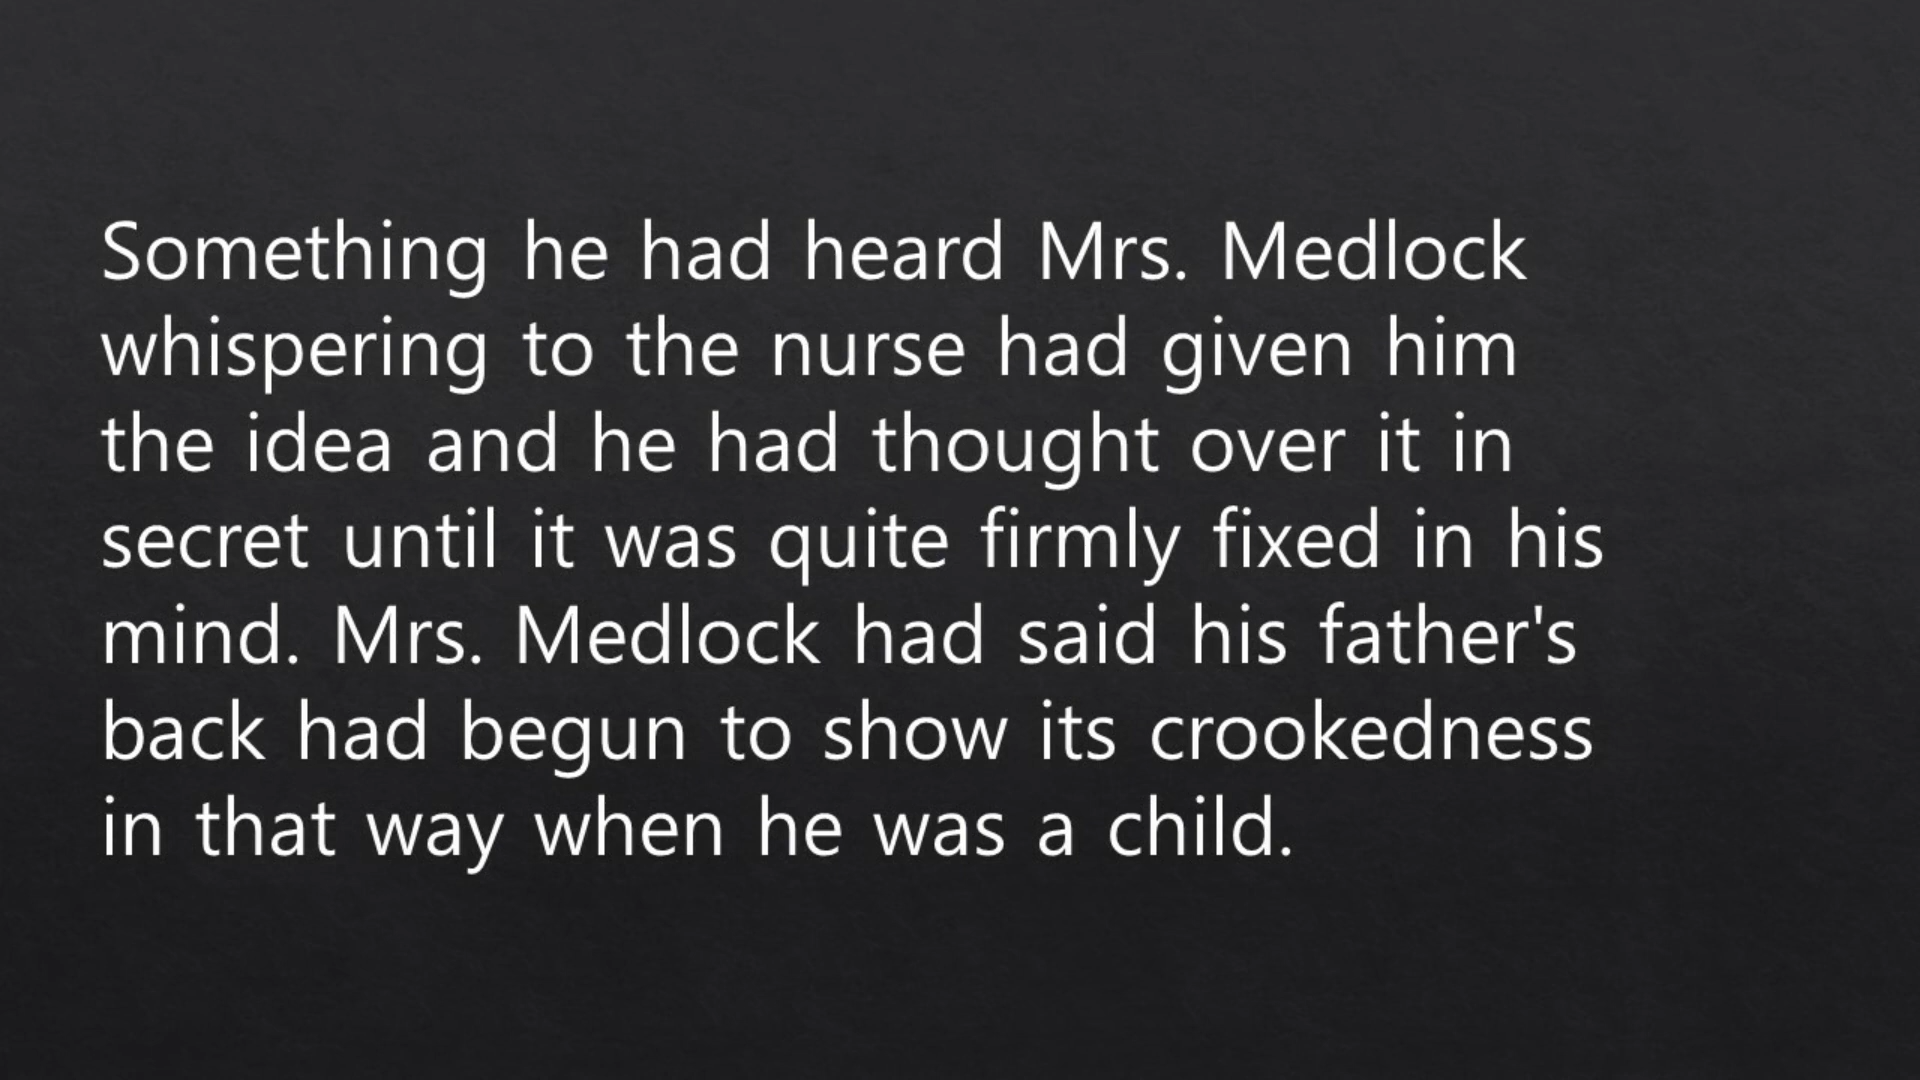 Something he had heard Mrs. Medlock
whispering to the nurse had given him
the idea and he had thought over it in
secret until it was quite firmly fixed in his
mind. Mrs. Medlock had said his father's
back had begun to show its crookedness
in that way when he was a child.